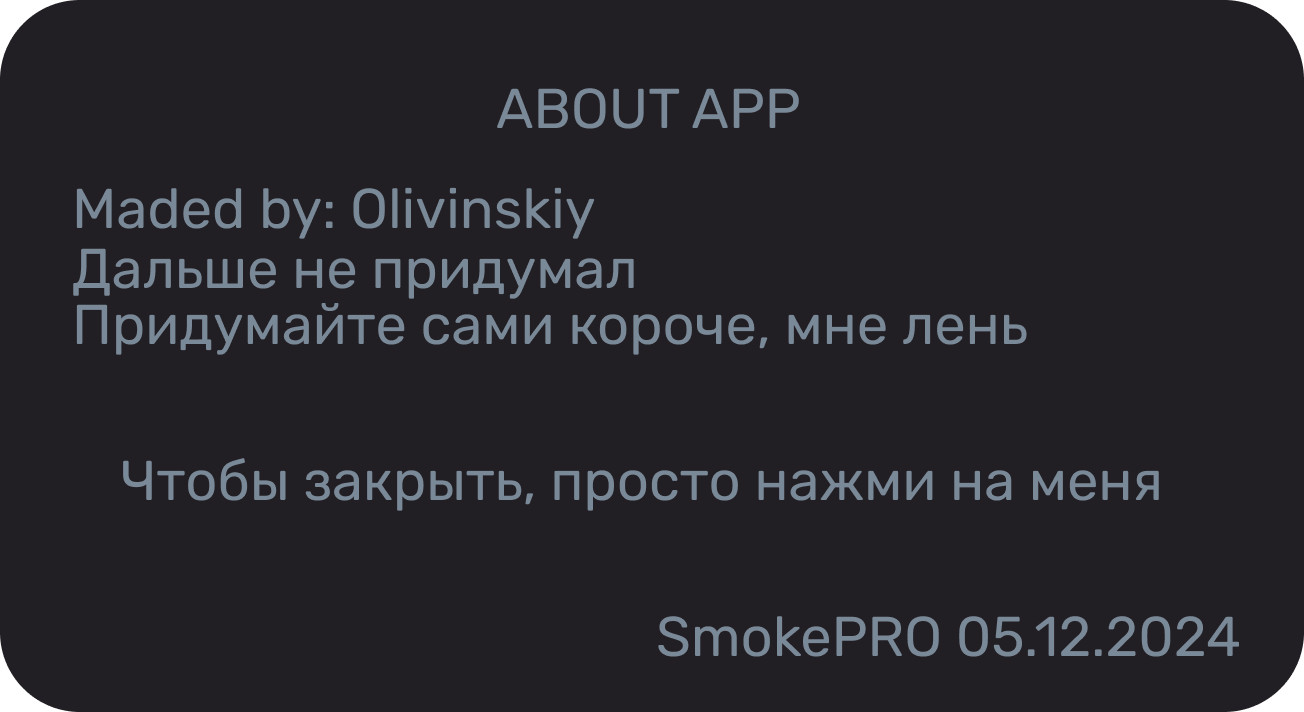 ABOUT APP
Maded by: Olivinskiy
Дальше не придумал
Придумайте сами короче, мне лень
Чтобы закрыть, просто нажми на меня
SmokePRO 05.12.2024